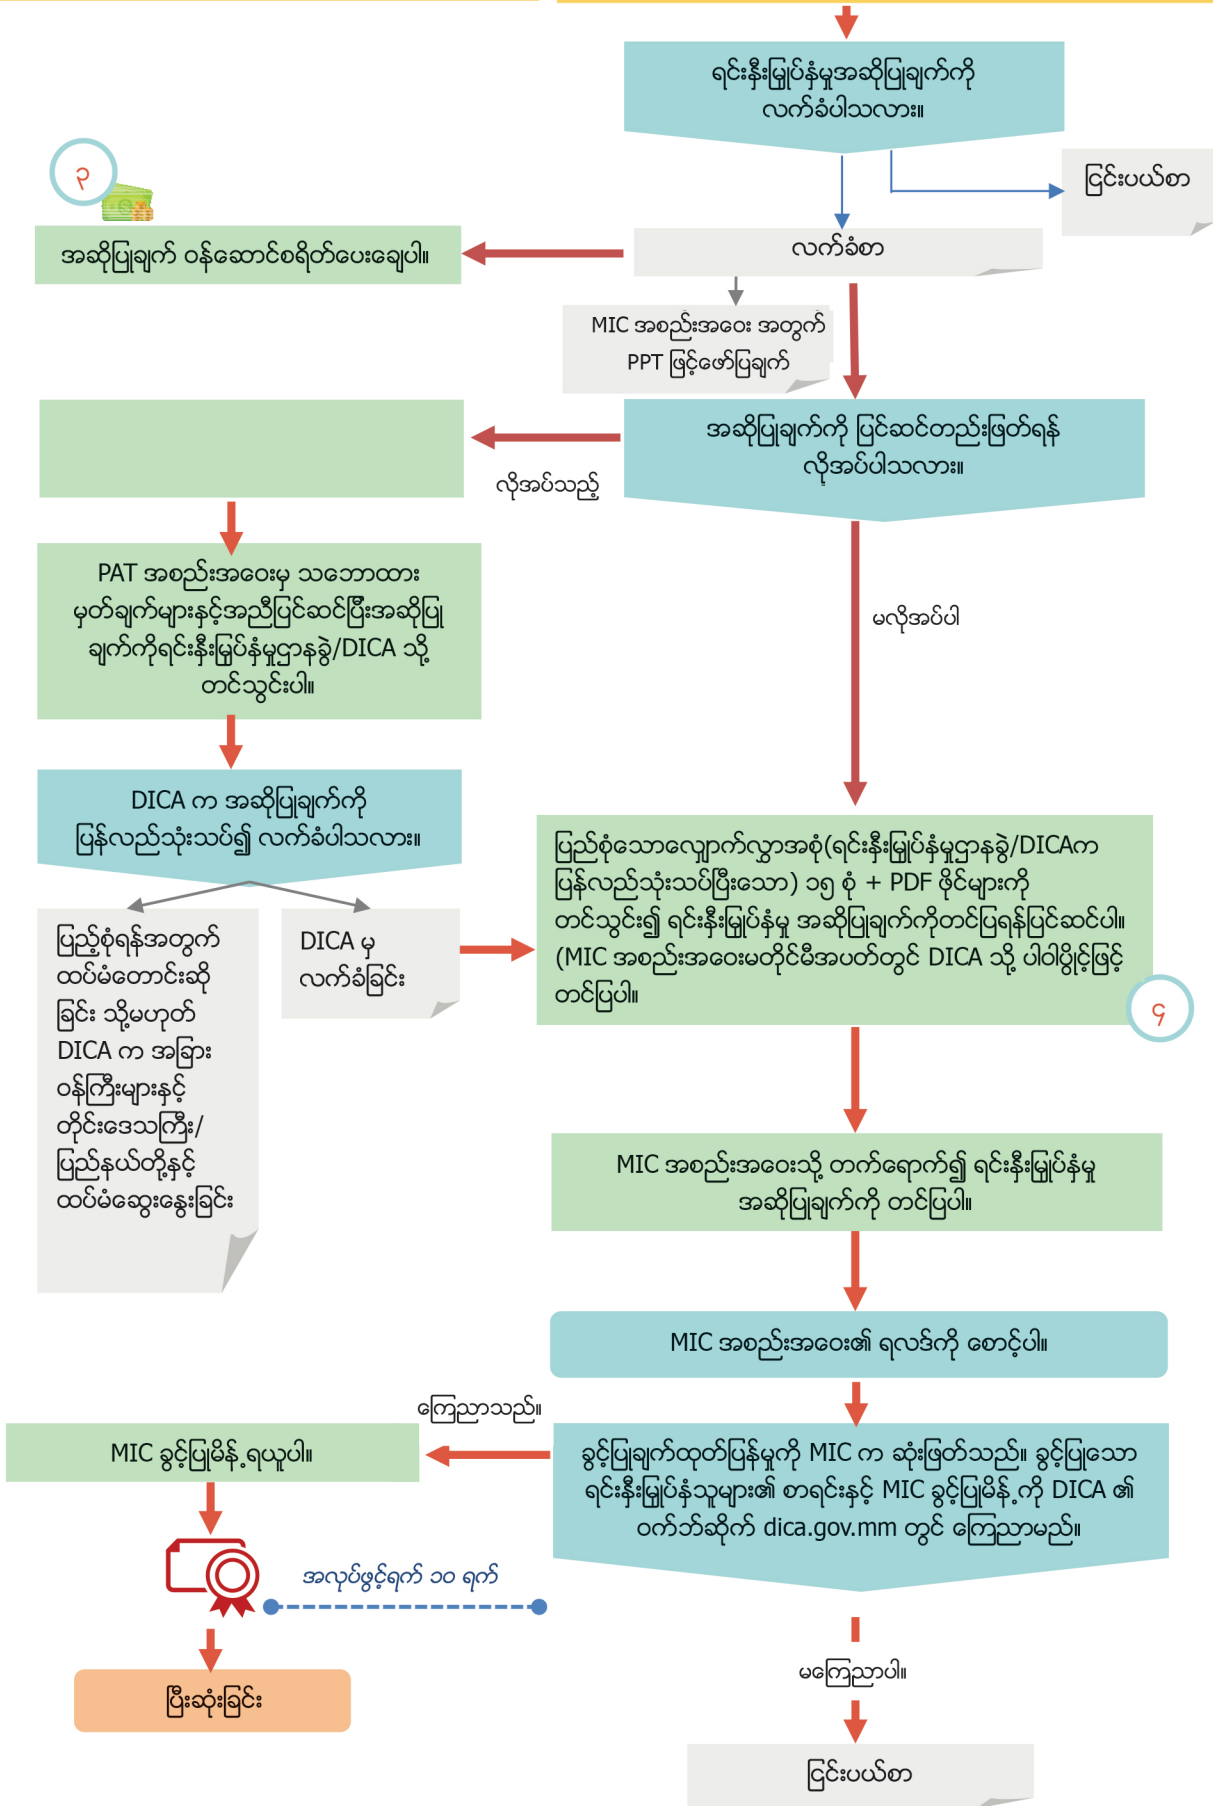 ရင်းနှီးမြှုပ်နှံမှုအဆိုပြုချက်ကို
လက်ခံပါသလား။
ငြင်းပယ်စာ
၃
အဆိုပြုချက် ဝန်ဆောင်စရိတ်ပေးချေပါ။
လက်ခံစာ
MIC အစည်းအဝေး အတွက်
PPT ဖြင့်ဖော်ပြချက်
အဆိုပြုချက်ကို ပြင်ဆင်တည်းဖြတ်ရန်
လိုအပ်ပါသလား။
လိုအပ်သည့်
PAT အစည်းအဝေးမှ သဘောထား
မှတ်ချက်များနှင့်အညီပြင်ဆင်ပြီးအဆိုပြု
ချက်ကိုရင်းနှီးမြှုပ်နှံမှုဌာနခွဲ/DICA သို့
တင်သွင်းပါ။
မလိုအပ်ပါ
DICA က အဆိုပြုချက်ကို
ပြန်လည်သုံးသပ်၍ လက်ခံပါသလား။
ပြည့်စုံရန်အတွက်
ထပ်မံတောင်းဆို
ခြင်း သို့မဟုတ်
DICA က အခြား
ဝန်ကြီးများနှင့်
တိုင်းဒေသကြီး/
ပြည်နယ်တို့နှင့်
ထပ်မံဆွေးနွေးခြင်း
DICA မှ
လက်ခံခြင်း
ပြည်စုံသောလျှောက်လွှာအစုံ(ရင်းနှီးမြှုပ်နှံမှုဌာနခွဲ/DICAက
ပြန်လည်သုံးသပ်ပြီးသော) ၁၅ စုံ + PDF ဖိုင်များကို
တင်သွင်း၍ ရင်းနှီးမြှုပ်နှံမှု အဆိုပြုချက်ကိုတင်ပြရန်ပြင်ဆင်ပါ။
(MIC အစည်းအဝေးမတိုင်မီအပတ်တွင် DICA သို့ ပါဝါပွိုင့်ဖြင့်
တင်ပြပါ။
၄
MIC အစည်းအဝေးသို့ တက်ရောက်၍ ရင်းနှီးမြှုပ်နှံမှု
အဆိုပြုချက်ကို တင်ပြပါ။
MIC အစည်းအဝေး၏ ရလဒ်ကို စောင့်ပါ။
ကြေညာသည်။
MIC ခွင့်ပြုမိန့် ရယူပါ။
ခွင့်ပြုချက်ထုတ်ပြန်မှုကို MIC က ဆုံးဖြတ်သည်။ ခွင့်ပြုသော
ရင်းနှီးမြှုပ်နှံသူများ၏ စာရင်းနှင့် MIC ခွင့်ပြုမိန့်ကို DICA ၏
ဝက်ဘ်ဆိုက် dica.gov.mm တွင် ကြေညာမည်။
အလုပ်ဖွင့်ရက် ၁၀ ရက်
မကြေညာပါ။
ပြီးဆုံးခြင်း
ငြင်းပယ်စာ